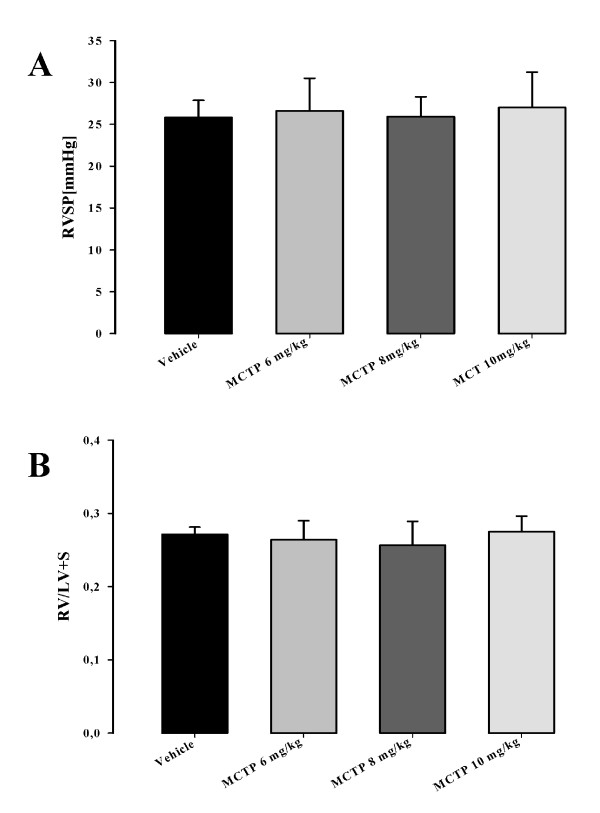 A
RVSP[mmHg]
35
30
25
20
15
10
5
0
Vehicle
MCTP 6 mg/kg
MCTP 8mg/kg
MCT 10mg/kg
B
RV/LV+S
0,4
0,3
0,2
0,1
0,0
Vehicle
MCTP 6 mg/kg
MCTP 8 mg/kg
MCTP 10 mg/kg